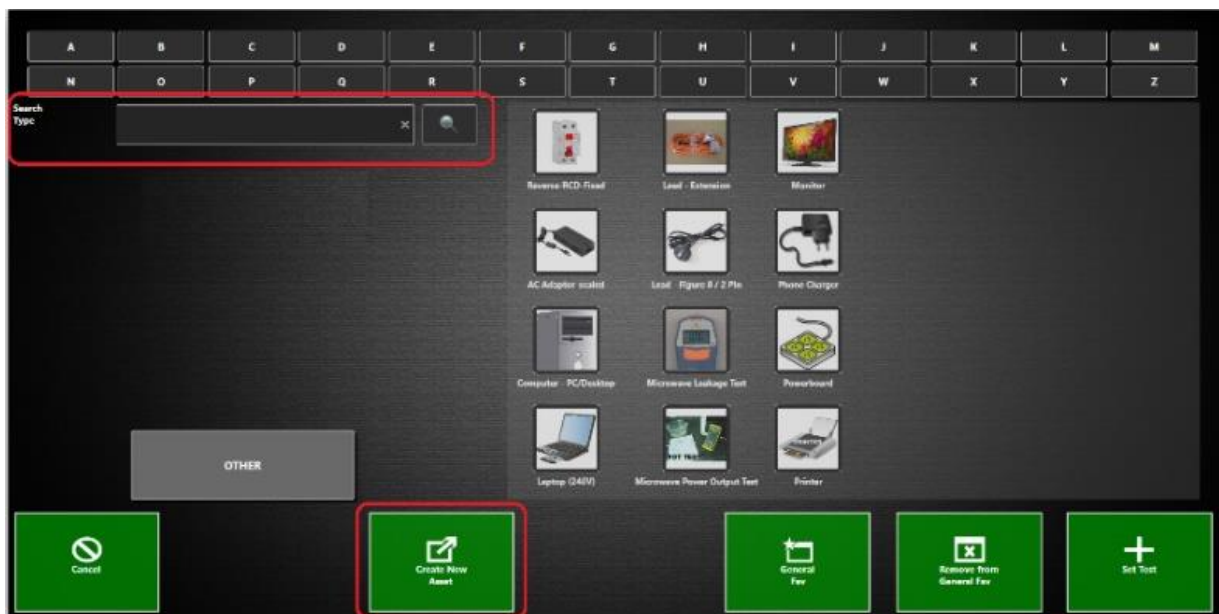 A B C D E F G H I J K L M
N O P Q R S T U V W X Y Z
Search
Type
×
Reverse RCD-Fixed Lead - Extension Monitor
AC Adapter sealed Lead - Figure 8 / 2 Pin Phone Charger
Computer - PC/Desktop Microwave Leakage Test Powerboard
Laptop (240V) Microwave Power Output Test Printer
OTHER
Cancel
Create New
Asset
General
Fav
Remove from
General Fav
Set Test